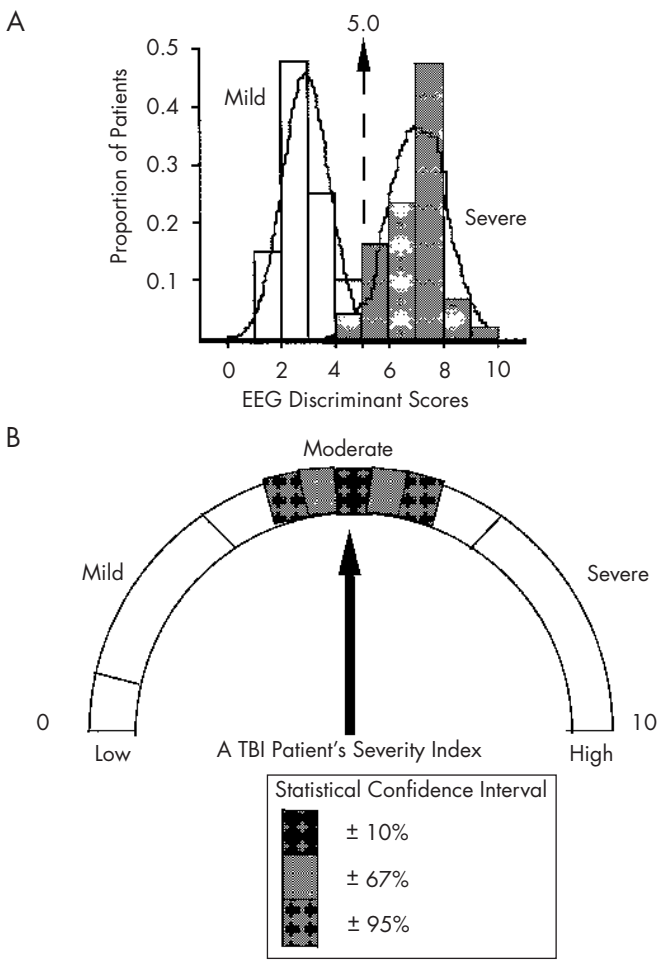 A
5.0
Proportion of Patients
0.5
0.4
0.3
0.2
0.1
Mild
Severe
0 2 4 6 8 10
EEG Discriminant Scores
B
Moderate
Mild
Severe
0
10
Low
A TBI Patient's Severity Index
High
Statistical Confidence Interval
± 10%
± 67%
± 95%